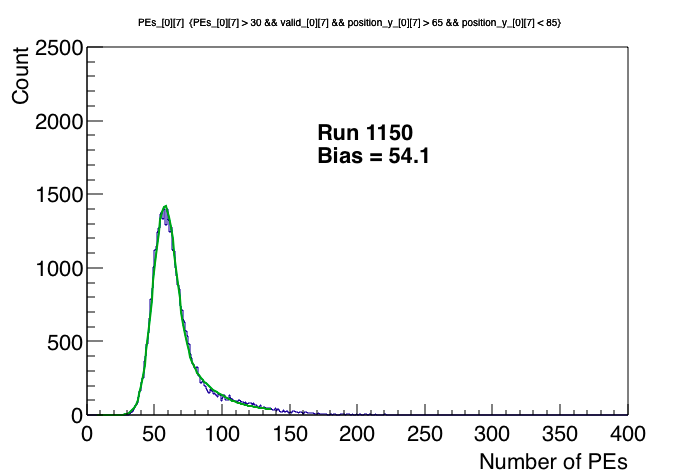 PEs_[0][7] {PEs_[0][7] > 30 && valid_[0][7] && position_y_[0][7] > 65 && position_y_[0][7] < 85}
Count
2500
2000
1500
1000
500
0
Run 1150
Bias = 54.1
0 50 100 150 200 250 300 350 400
Number of PEs